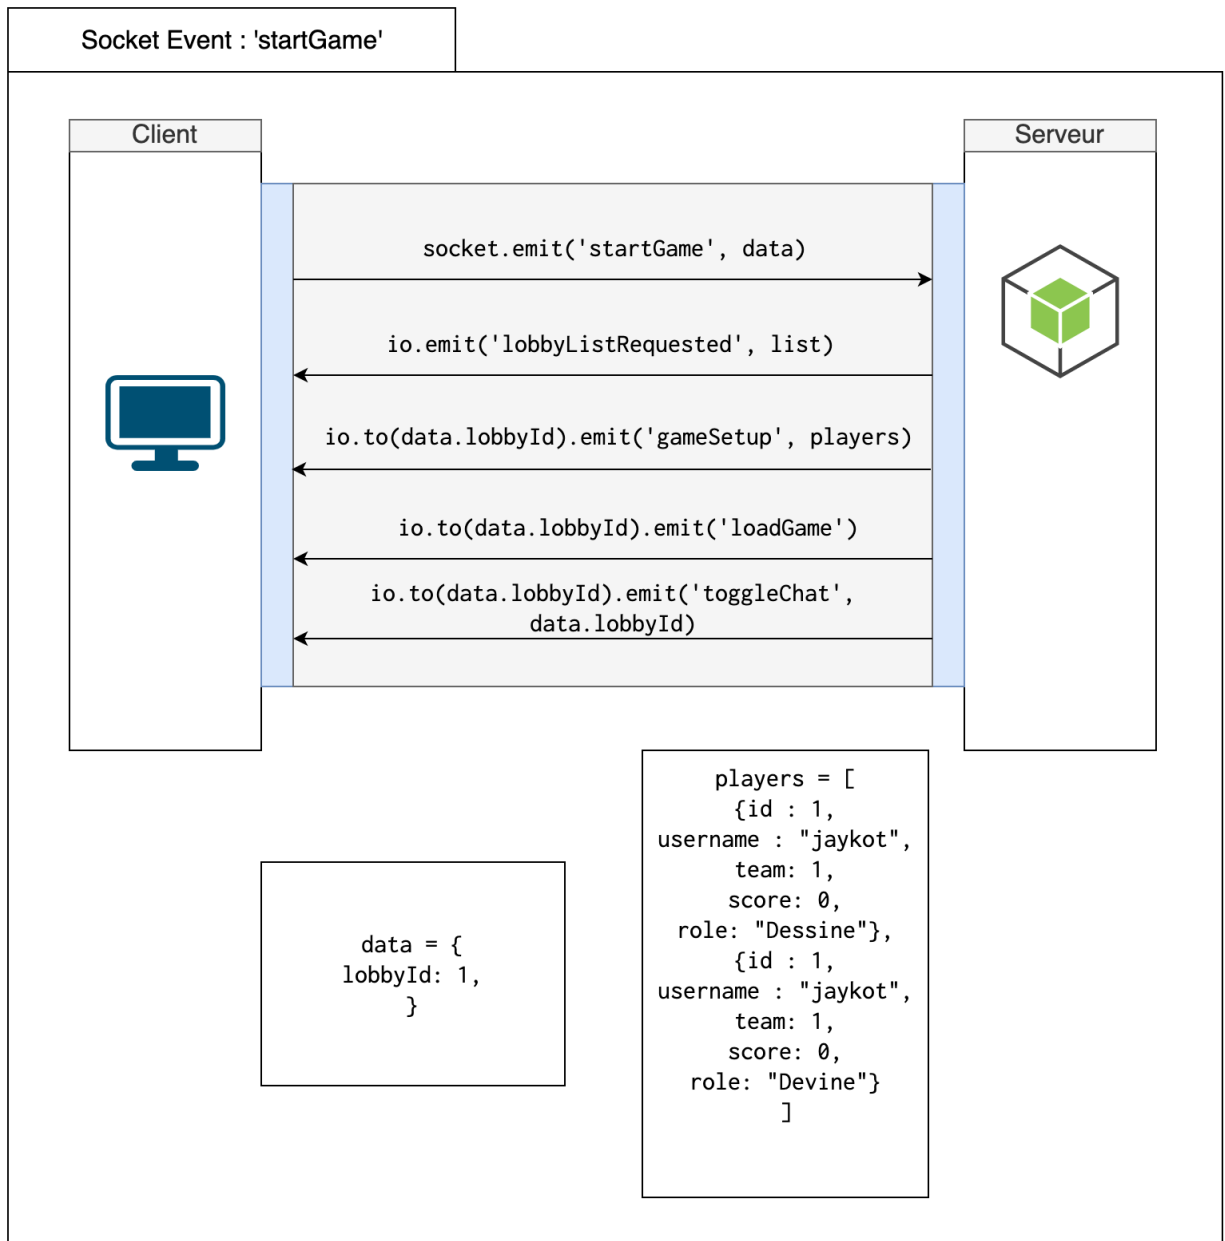 Socket Event : 'startGame'
Client
Serveur
socket.emit('startGame', data)
io.emit('lobbyListRequested', list)
io.to(data.lobbyId).emit('gameSetup', players)
io.to(data.lobbyId).emit('loadGame')
io.to(data.lobbyId).emit('toggleChat',
data.lobbyId)
data = {
lobbyId: 1,
}
players = [
{id : 1,
username : "jaykot",
team: 1,
score: 0,
role: "Dessine"},
{id : 1,
username : "jaykot",
team: 1,
score: 0,
role: "Devine"}
]